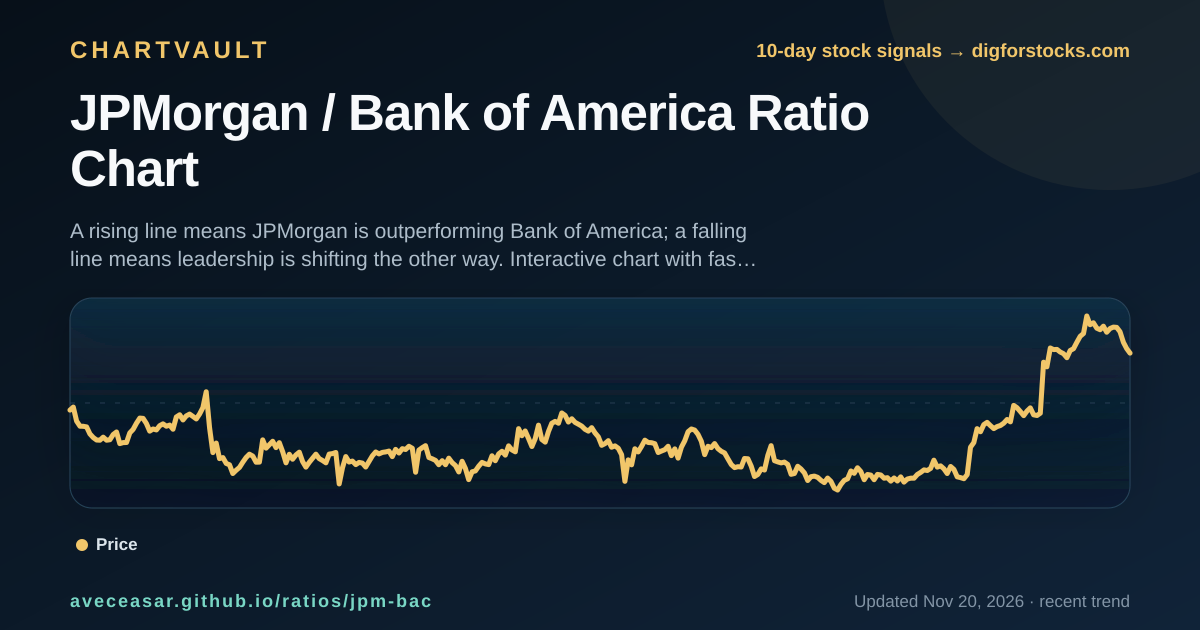 CHARTVAULT
10-day stock signals → digforstocks.com
JPMorgan / Bank of America Ratio
Chart
A rising line means JPMorgan is outperforming Bank of America; a falling
line means leadership is shifting the other way. Interactive chart with fas…
Price
aveceasar.github.io/ratios/jpm-bac
Updated Nov 20, 2026 · recent trend